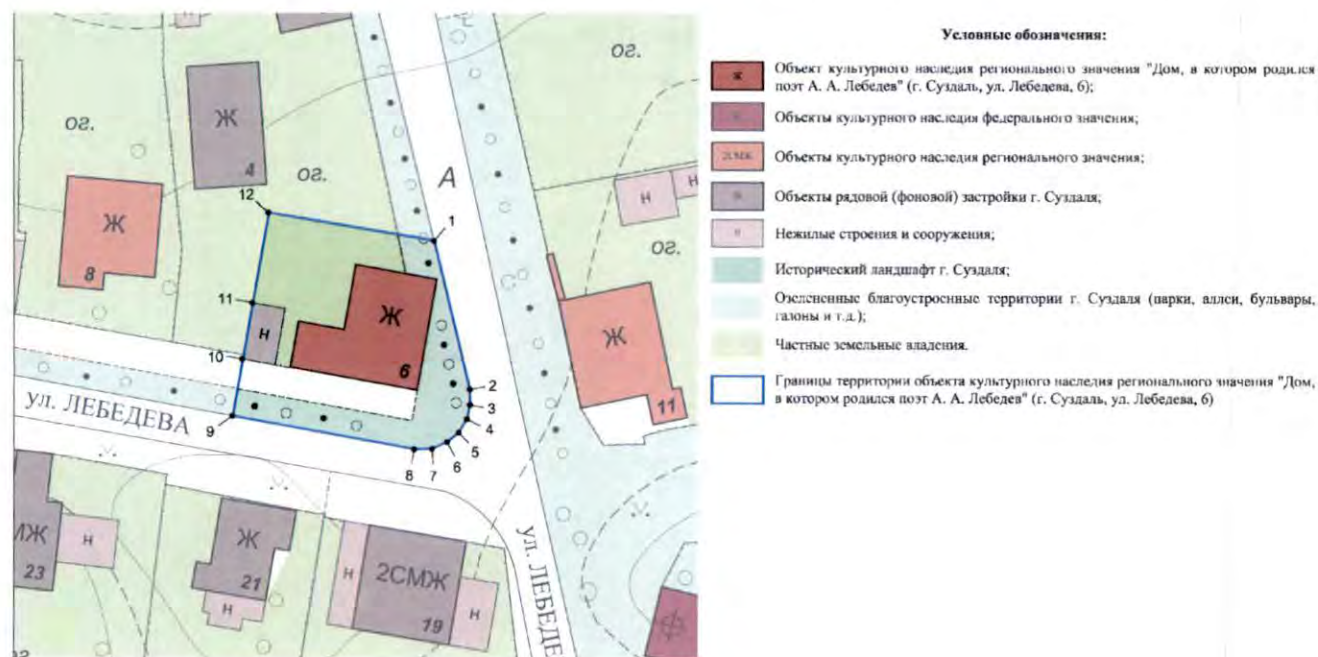 ог.
Ж
4
ог.
ог.
12
А
1
ог.
н
н
Ж
8
11
н
Ж
6
10
ог.
Ж
11
2
3
4
5
6
7
8
9
ул. ЛЕБЕДЕВА
МЖ
23
н
Ж
21
н
н
2СМЖ
19
н
ул. ЛЕБЕДЕ
Условные обозначения:
Ж
Объект культурного наследия регионального значения "Дом, в котором родился
поэт А. А. Лебедев" (г. Суздаль, ул. Лебедева, 6);
Объекты культурного наследия федерального значения;
2СМЖ
Объекты культурного наследия регионального значения;
Объекты рядовой (фоновой) застройки г. Суздаля;
н
Нежилые строения и сооружения;
Исторический ландшафт г. Суздаля;
Озелененные благоустроенные территории г. Суздаля (парки, аллеи, бульвары,
газоны и т.д.);
Частные земельные владения.
Границы территории объекта культурного наследия регионального значения "Дом,
в котором родился поэт А. А. Лебедев" (г. Суздаль, ул. Лебедева, 6)